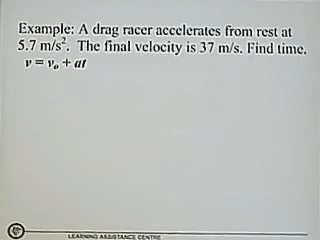 Example: A drag racer accelerates from rest at
5.7 m/s². The final velocity is 37 m/s. Find time.
v = vₒ + at
LEARNING ASSISTANCE CENTRE